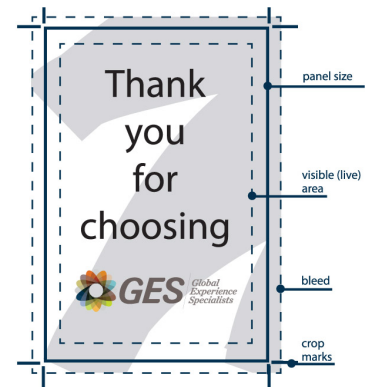 Thank
you
for
choosing
GES Global
Experience
Specialists
panel size
visible (live)
area
bleed
crop
marks